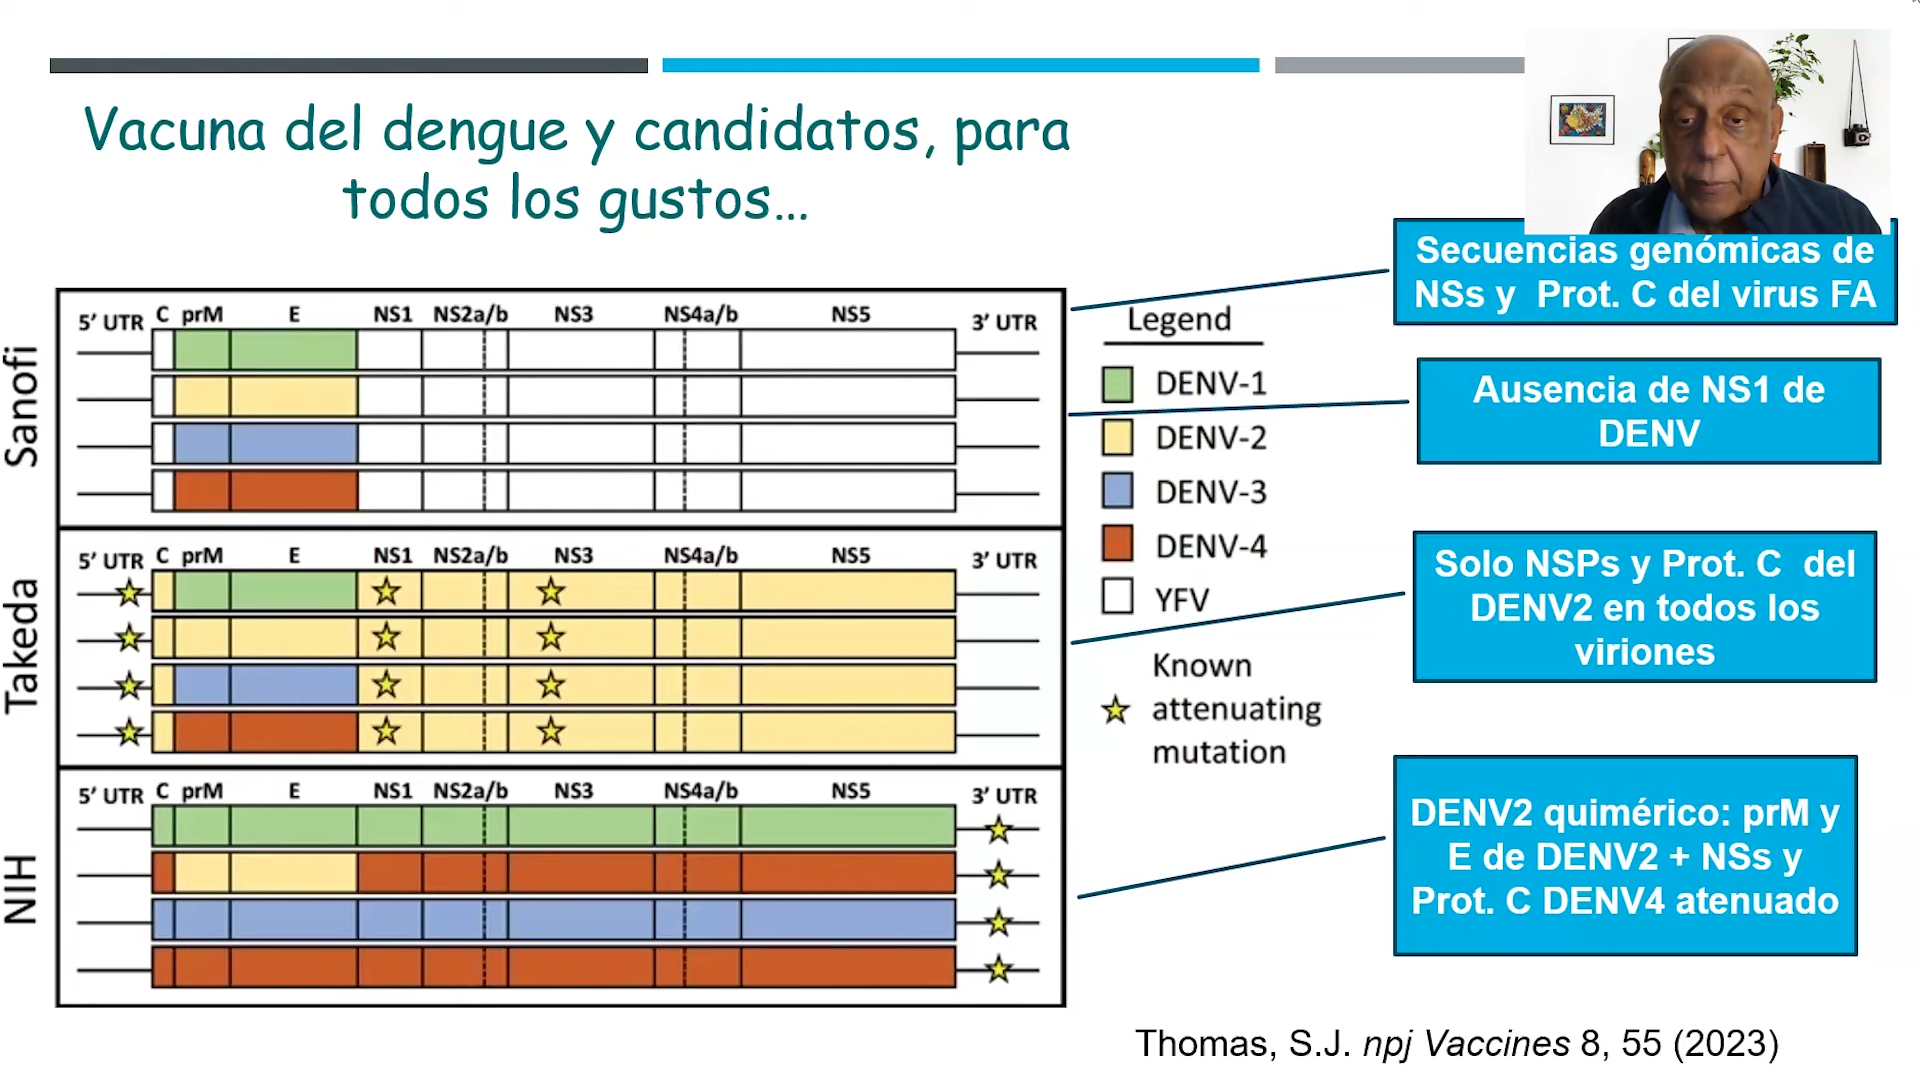 Vacuna del dengue y candidatos, para
todos los gustos...
Sanofi
5' UTR C prM E NS1 NS2a/b NS3 NS4a/b NS5 3' UTR
Takeda
5' UTR C prM E NS1 NS2a/b NS3 NS4a/b NS5 3' UTR
NIH
5' UTR C prM E NS1 NS2a/b NS3 NS4a/b NS5 3' UTR
Legend
DENV-1
DENV-2
DENV-3
DENV-4
YFV
Known
attenuating
mutation
Secuencias genómicas de
NSs y Prot. C del virus FA
Ausencia de NS1 de
DENV
Solo NSPs y Prot. C del
DENV2 en todos los
viriones
DENV2 quimérico: prM y
E de DENV2 + NSs y
Prot. C DENV4 atenuado
Thomas, S.J. npj Vaccines 8, 55 (2023)